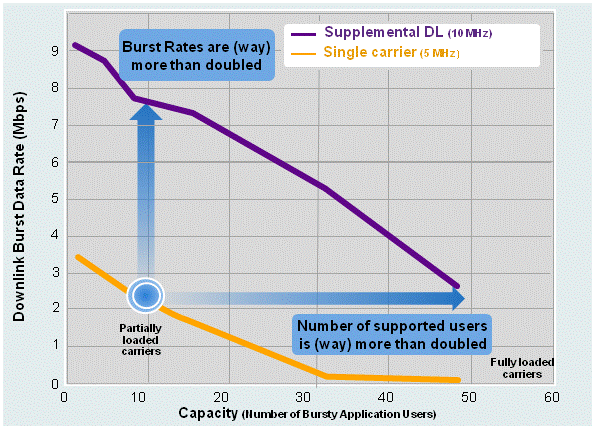 Supplemental DL (10 MHz)
Single carrier (5 MHz)
Burst Rates are (way)
more than doubled
Downlink Burst Data Rate (Mbps)
9
8
7
6
5
4
3
2
1
0
Partially
loaded
carriers
Number of supported users
is (way) more than doubled
Fully loaded
carriers
0
10
20
30
40
50
60
Capacity (Number of Bursty Application Users)